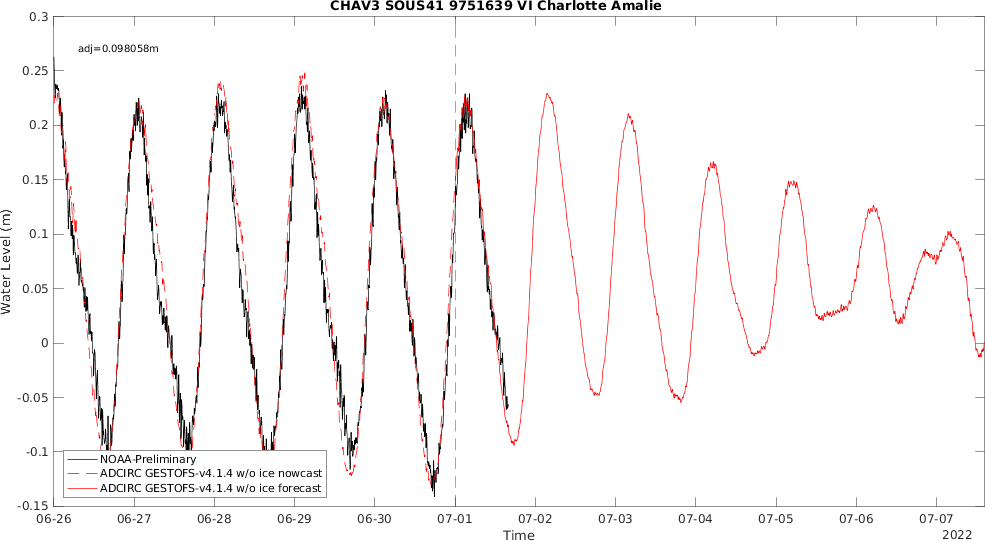 CHAV3 SOUS41 9751639 VI Charlotte Amalie
adj=0.098058m
Water Level (m)
0.3
0.25
0.2
0.15
0.1
0.05
0
-0.05
-0.1
-0.15
NOAA-Preliminary
ADCIRC GESTOFS-v4.1.4 w/o ice nowcast
ADCIRC GESTOFS-v4.1.4 w/o ice forecast
06-26 06-27 06-28 06-29 06-30 07-01 07-02 07-03 07-04 07-05 07-06 07-07
Time
2022